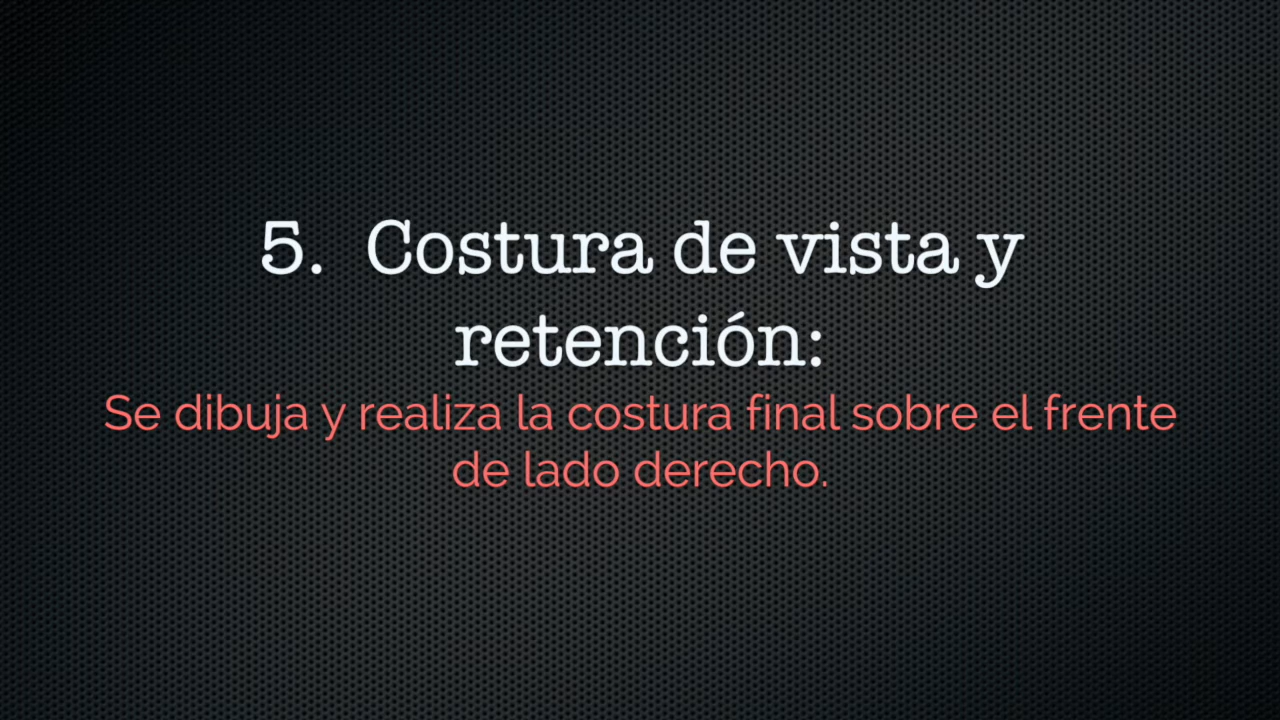 5. Costura de vista y
retención:
Se dibuja y realiza la costura final sobre el frente
de lado derecho.